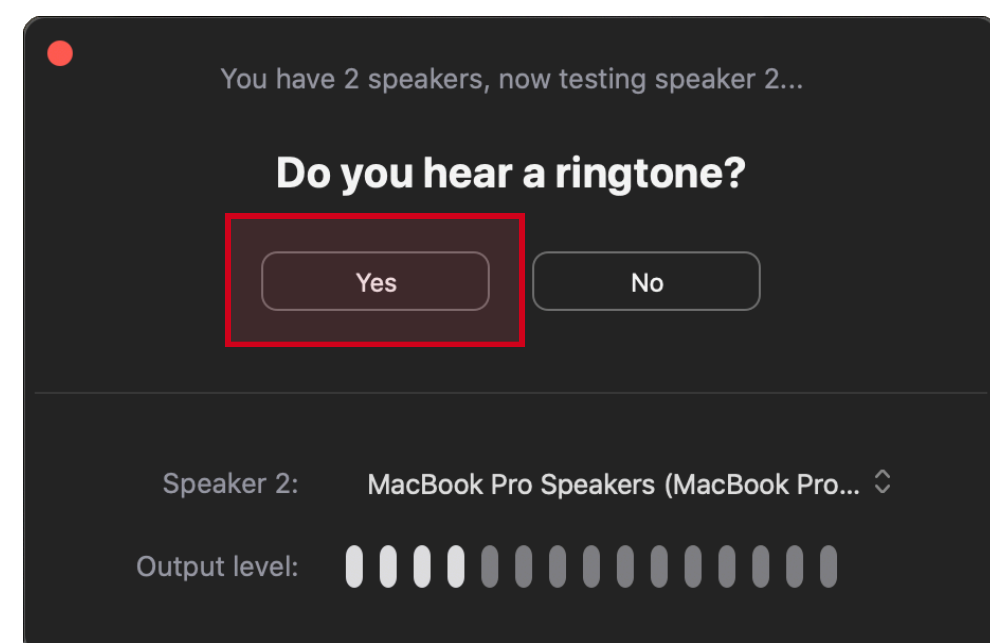 You have 2 speakers, now testing speaker 2...
Do you hear a ringtone?
Yes No
Speaker 2: MacBook Pro Speakers (MacBook Pro...
Output level: